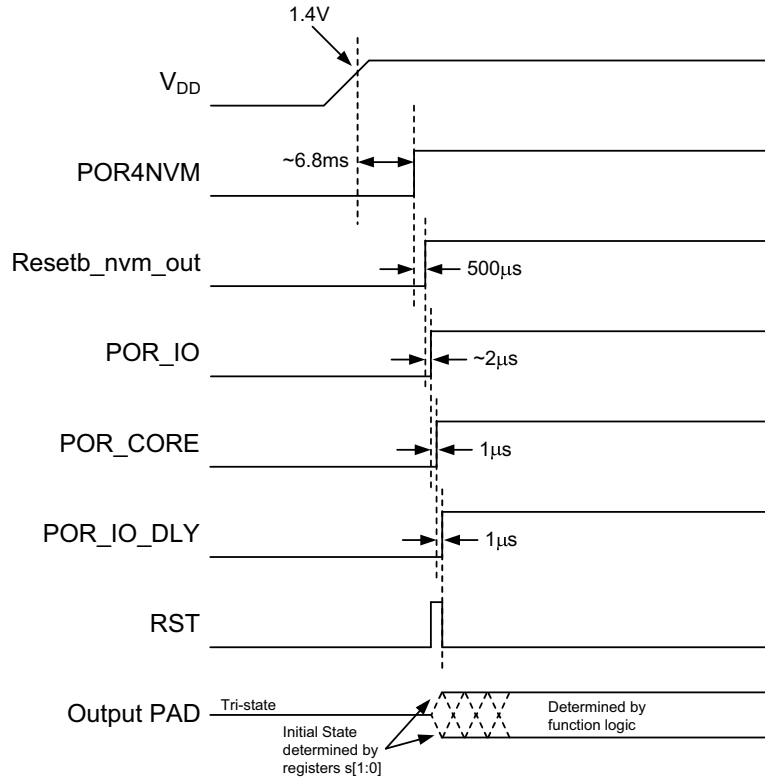 1.4V
VDD
~6.8ms
POR4NVM
Resetb_nvm_out
500µs
POR_IO
~2µs
POR_CORE
1µs
POR_IO_DLY
1µs
RST
Output PAD
Tri-state
Initial State
determined by
registers s[1:0]
Determined by
function logic